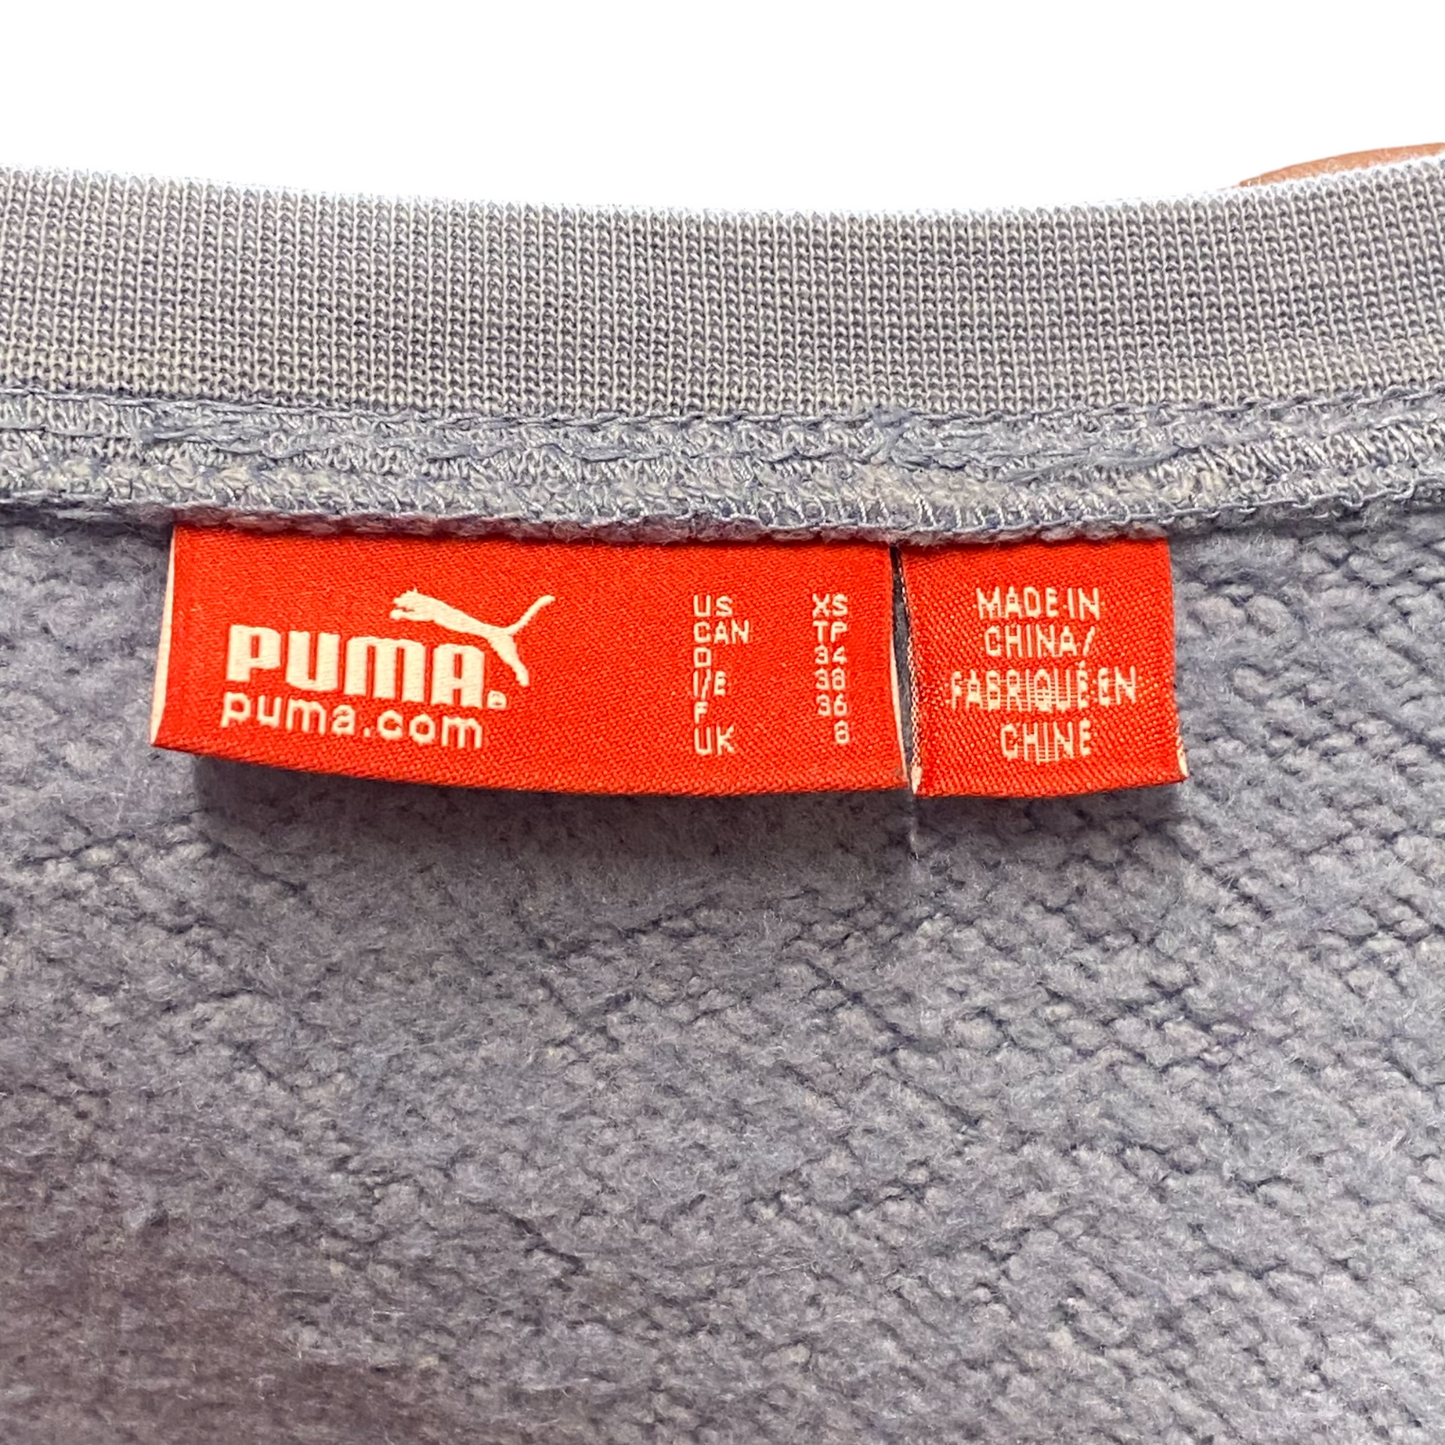 PUMA®
puma.com
US XS
CAN TP
D 34
I/E 38
F 36
UK 8
MADE IN
CHINA/
FABRIQUÉ EN
CHINE